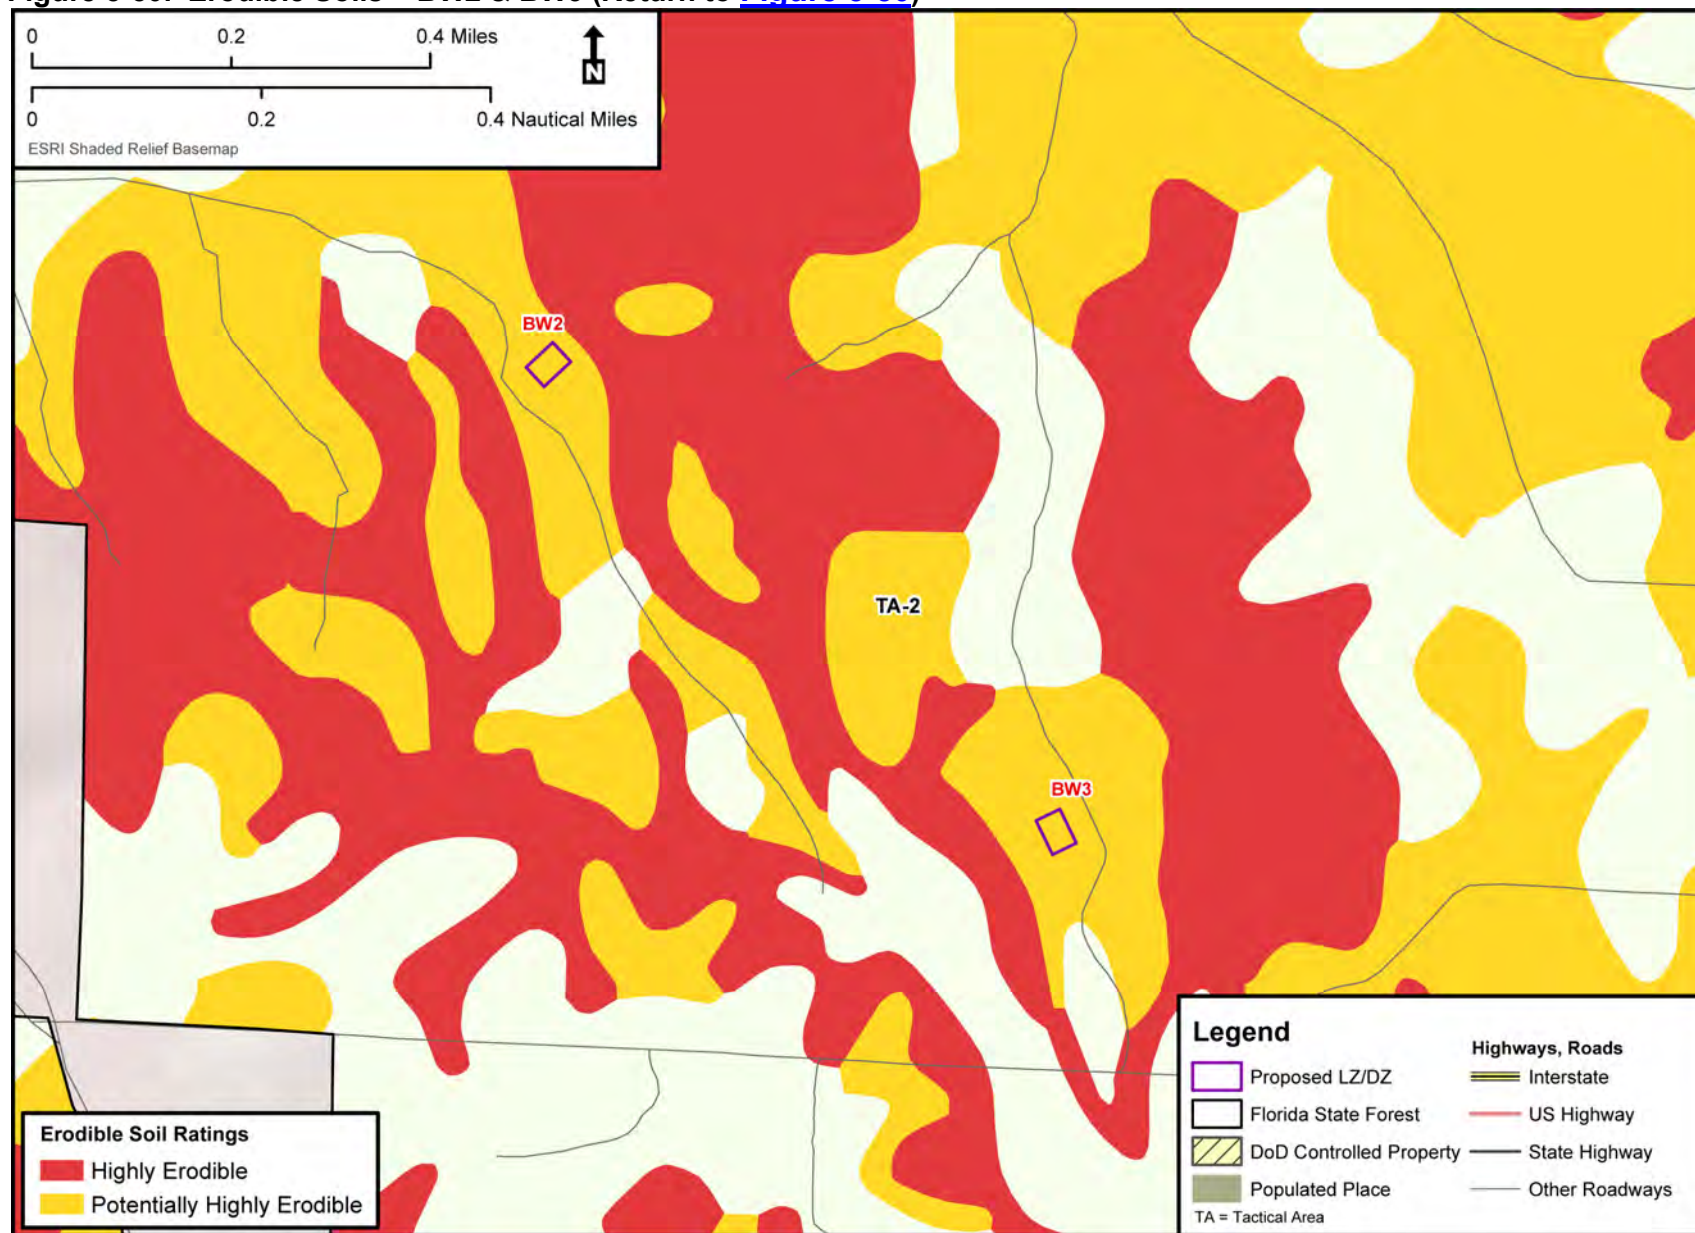 0 0.2 0.4 Miles
N
0 0.2 0.4 Nautical Miles
ESRI Shaded Relief Basemap
BW2
TA-2
BW3
Erodible Soil Ratings
Highly Erodible
Potentially Highly Erodible
Legend
Proposed LZ/DZ
Florida State Forest
DoD Controlled Property
Populated Place
TA = Tactical Area
Highways, Roads
Interstate
US Highway
State Highway
Other Roadways